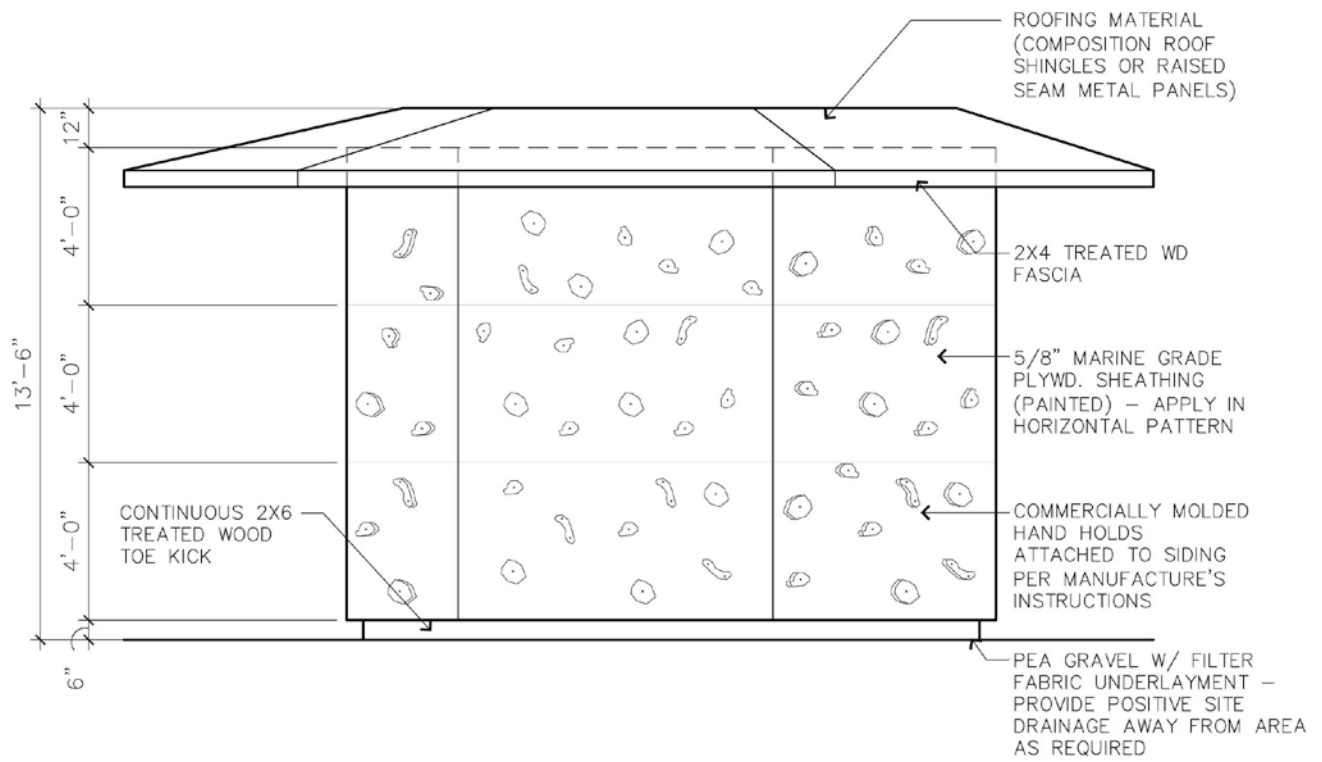 ROOFING MATERIAL
(COMPOSITION ROOF
SHINGLES OR RAISED
SEAM METAL PANELS)
12"
4'-0"
2X4 TREATED WD
FASCIA
13'-6"
4'-0"
5/8" MARINE GRADE
PLYWD. SHEATHING
(PAINTED) – APPLY IN
HORIZONTAL PATTERN
4'-0"
CONTINUOUS 2X6
TREATED WOOD
TOE KICK
COMMERCIALLY MOLDED
HAND HOLDS
ATTACHED TO SIDING
PER MANUFACTURE'S
INSTRUCTIONS
6"
PEA GRAVEL W/ FILTER
FABRIC UNDERLAYMENT –
PROVIDE POSITIVE SITE
DRAINAGE AWAY FROM AREA
AS REQUIRED